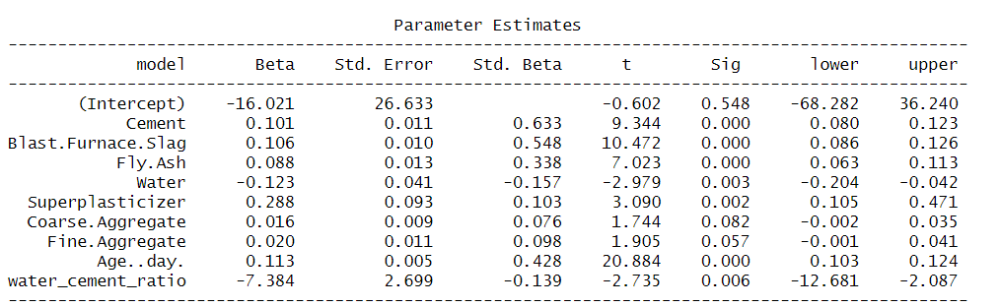 Parameter Estimates
--------------------------------------------------------------------------------------------------
model Beta Std. Error Std. Beta t Sig lower upper
--------------------------------------------------------------------------------------------------
(Intercept) -16.021 26.633 -0.602 0.548 -68.282 36.240
Cement 0.101 0.011 0.633 9.344 0.000 0.080 0.123
Blast.Furnace.Slag 0.106 0.010 0.548 10.472 0.000 0.086 0.126
Fly.Ash 0.088 0.013 0.338 7.023 0.000 0.063 0.113
Water -0.123 0.041 -0.157 -2.979 0.003 -0.204 -0.042
Superplasticizer 0.288 0.093 0.103 3.090 0.002 0.105 0.471
Coarse.Aggregate 0.016 0.009 0.076 1.744 0.082 -0.002 0.035
Fine.Aggregate 0.020 0.011 0.098 1.905 0.057 -0.001 0.041
Age..day. 0.113 0.005 0.428 20.884 0.000 0.103 0.124
water_cement_ratio -7.384 2.699 -0.139 -2.735 0.006 -12.681 -2.087
--------------------------------------------------------------------------------------------------